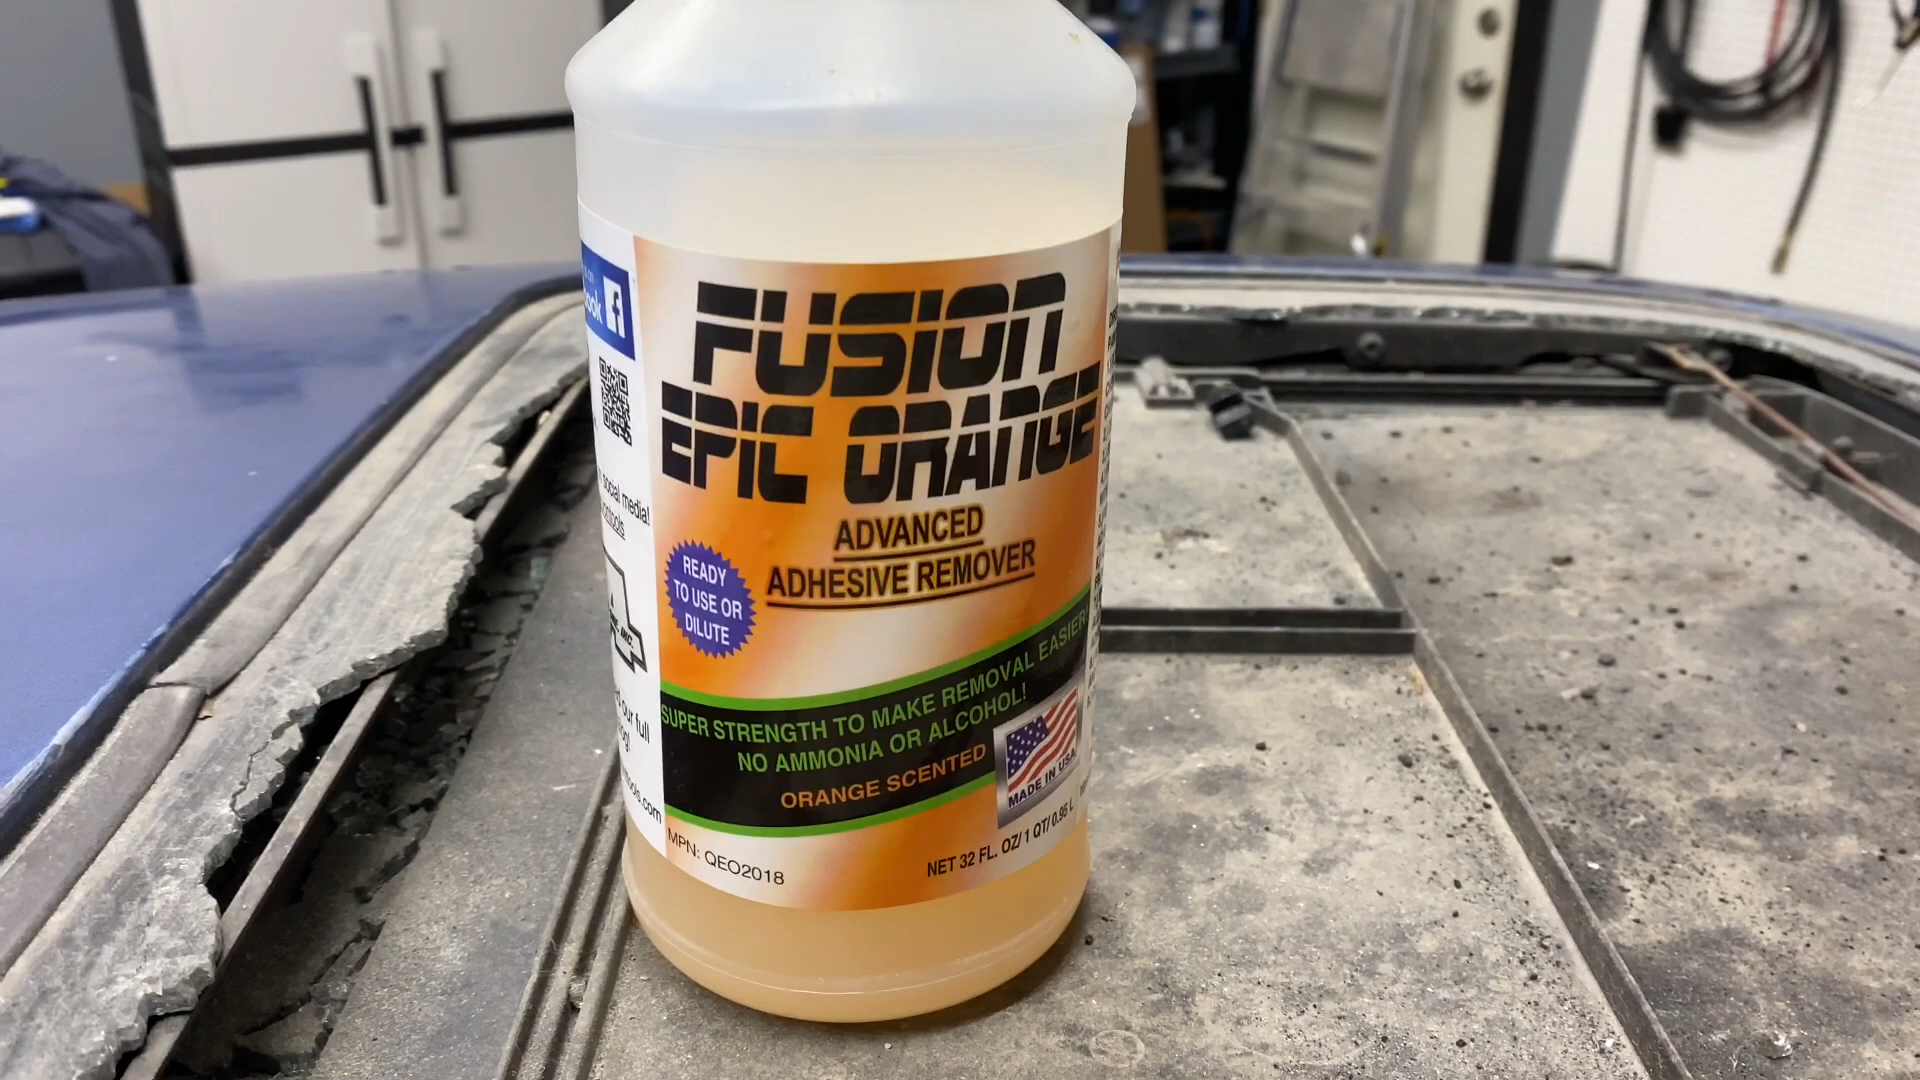 FUSION
EPIC ORANGE
ADVANCED
ADHESIVE REMOVER
READY
TO USE OR
DILUTE
SUPER STRENGTH TO MAKE REMOVAL EASIER!
NO AMMONIA OR ALCOHOL!
ORANGE SCENTED
MADE IN USA
MPN: QEO2018
NET 32 FL. OZ/ 1 QT/ 0.95 L
social media!
our full